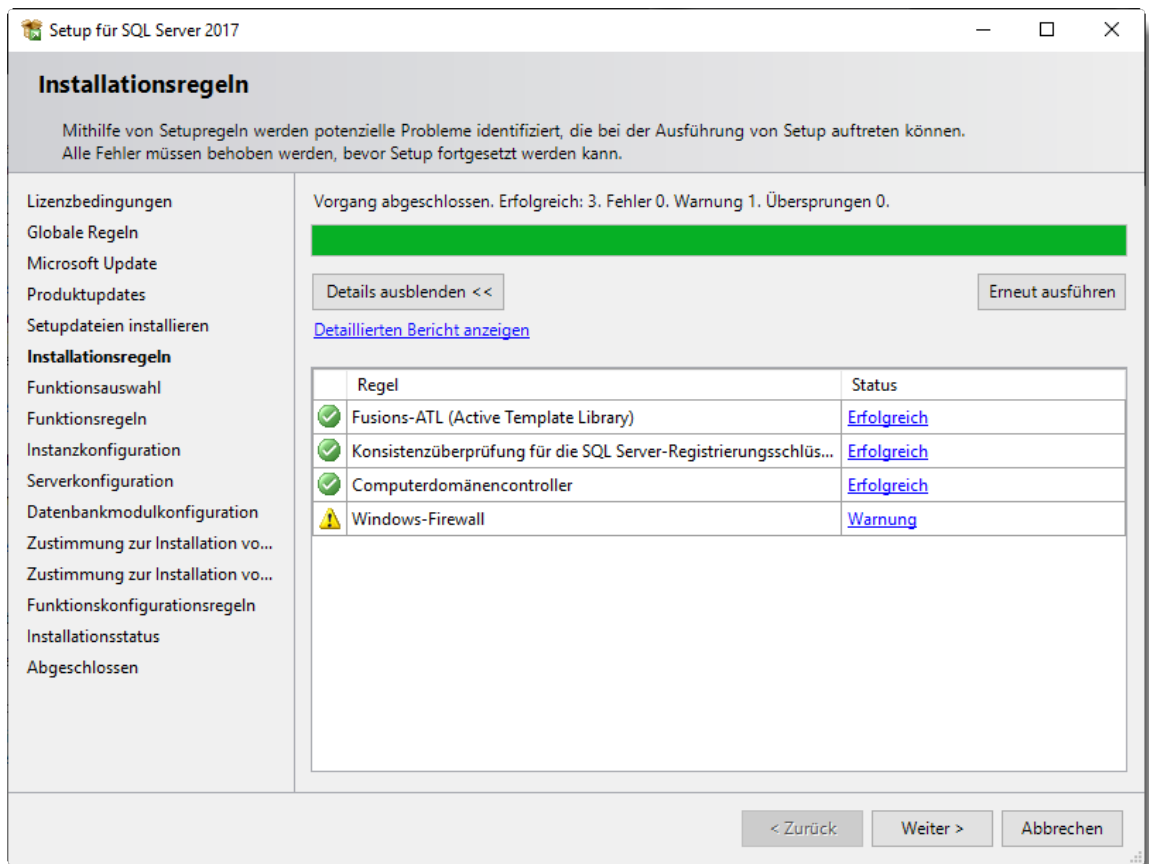 Setup für SQL Server 2017
Installationsregeln
Mithilfe von Setupregeln werden potenzielle Probleme identifiziert, die bei der Ausführung von Setup auftreten können.
Alle Fehler müssen behoben werden, bevor Setup fortgesetzt werden kann.
Lizenzbedingungen
Globale Regeln
Microsoft Update
Produktupdates
Setupdateien installieren
Installationsregeln
Funktionsauswahl
Funktionsregeln
Instanzkonfiguration
Serverkonfiguration
Datenbankmodulkonfiguration
Zustimmung zur Installation vo...
Zustimmung zur Installation vo...
Funktionskonfigurationsregeln
Installationsstatus
Abgeschlossen
Vorgang abgeschlossen. Erfolgreich: 3. Fehler 0. Warnung 1. Übersprungen 0.
Details ausblenden << Erneut ausführen
Detaillierten Bericht anzeigen
Regel Status
Fusions-ATL (Active Template Library) Erfolgreich
Konsistenzüberprüfung für die SQL Server-Registrierungsschlüs... Erfolgreich
Computerdomänencontroller Erfolgreich
Windows-Firewall Warnung
< Zurück Weiter > Abbrechen